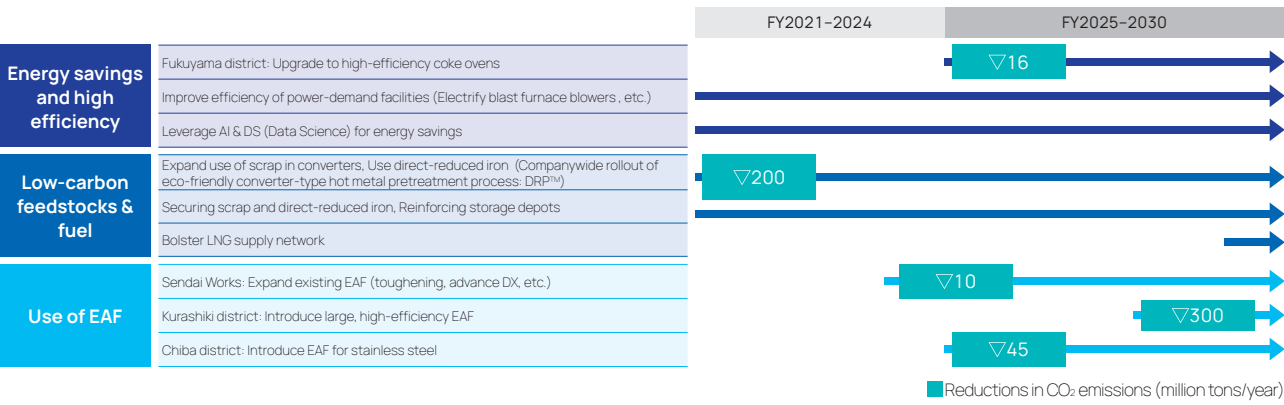 FY2021–2024
FY2025–2030
Energy savings
and high
efficiency
Fukuyama district: Upgrade to high-efficiency coke ovens
▽16
Improve efficiency of power-demand facilities (Electrify blast furnace blowers , etc.)
Leverage AI & DS (Data Science) for energy savings
Low-carbon
feedstocks &
fuel
Expand use of scrap in converters, Use direct-reduced iron (Companywide rollout of
eco-friendly converter-type hot metal pretreatment process: DRP™)
▽200
Securing scrap and direct-reduced iron, Reinforcing storage depots
Bolster LNG supply network
Use of EAF
Sendai Works: Expand existing EAF (toughening, advance DX, etc.)
▽10
Kurashiki district: Introduce large, high-efficiency EAF
▽300
Chiba district: Introduce EAF for stainless steel
▽45
Reductions in CO₂ emissions (million tons/year)